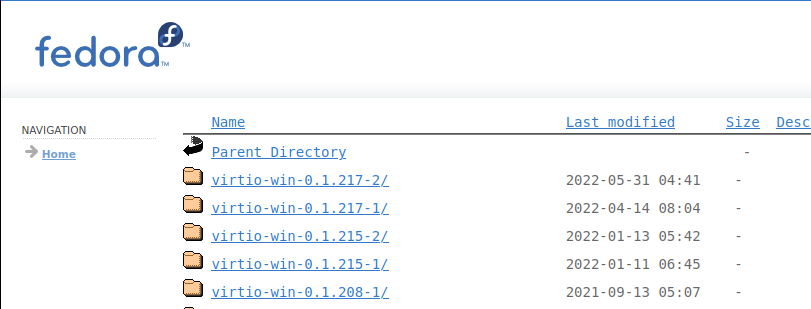 fedora™
NAVIGATION
Home
Name Last modified Size Desc
Parent Directory -
virtio-win-0.1.217-2/ 2022-05-31 04:41 -
virtio-win-0.1.217-1/ 2022-04-14 08:04 -
virtio-win-0.1.215-2/ 2022-01-13 05:42 -
virtio-win-0.1.215-1/ 2022-01-11 06:45 -
virtio-win-0.1.208-1/ 2021-09-13 05:07 -